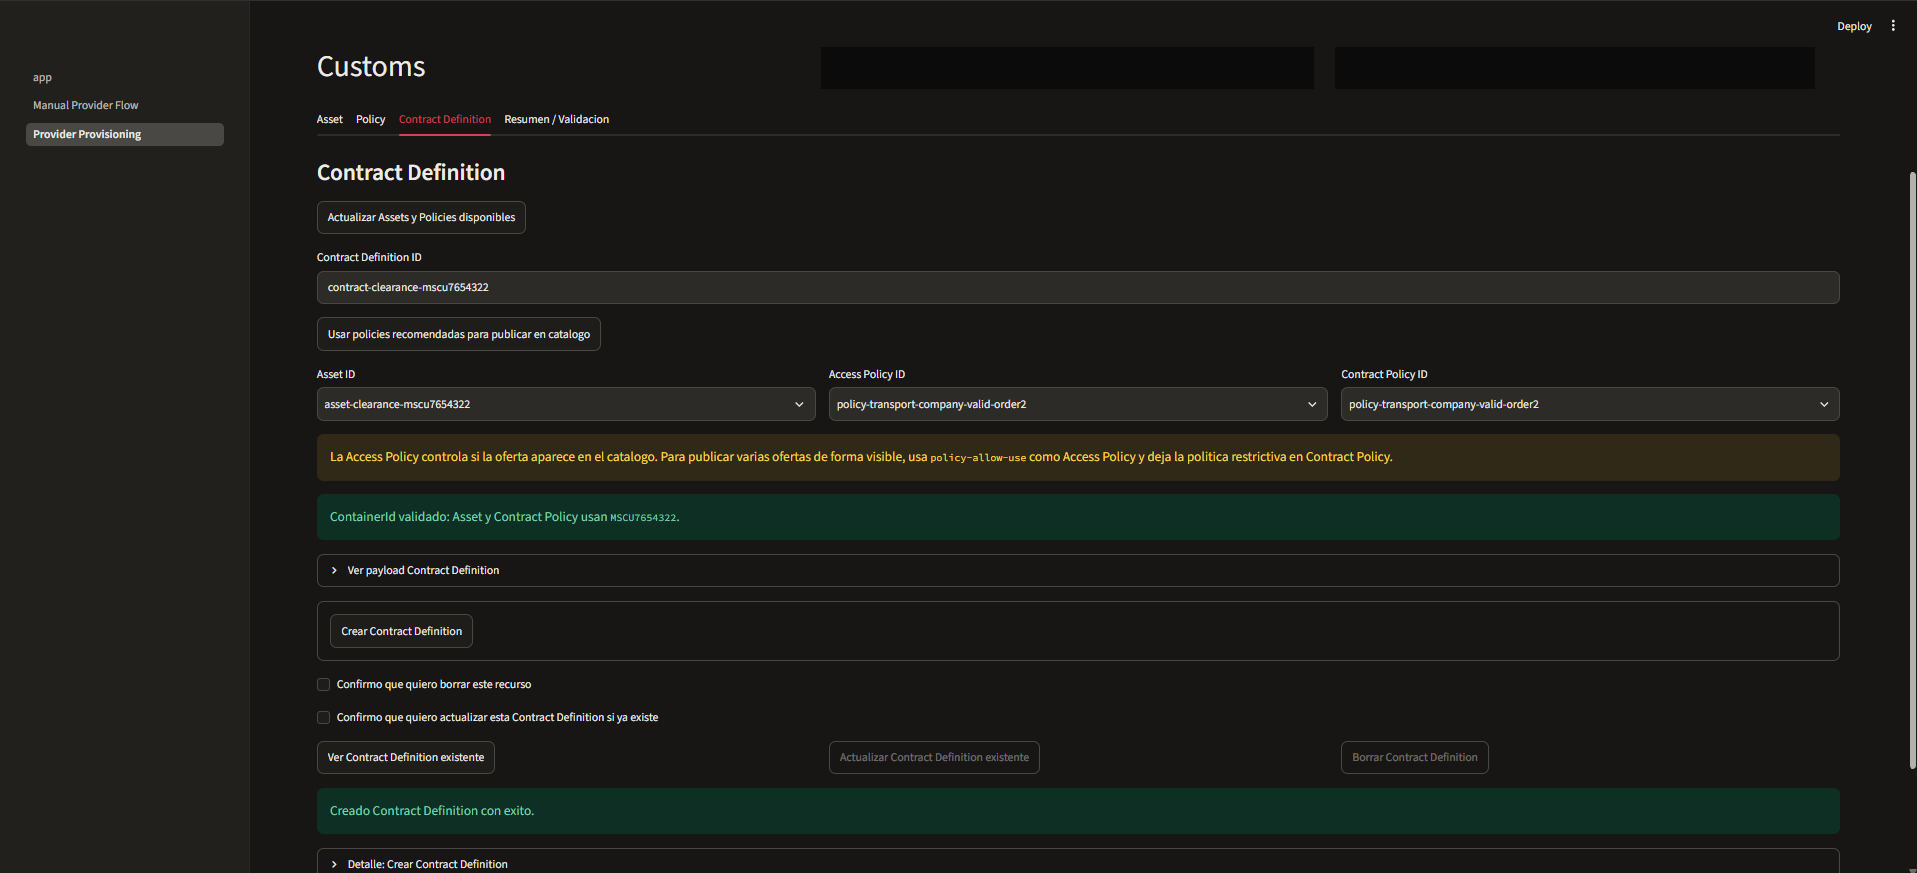 Deploy
app
Manual Provider Flow
Provider Provisioning
Customs
Asset Policy Contract Definition Resumen / Validacion
Contract Definition
Actualizar Assets y Policies disponibles
Contract Definition ID
contract-clearance-mscu7654322
Usar policies recomendadas para publicar en catalogo
Asset ID Access Policy ID Contract Policy ID
asset-clearance-mscu7654322 policy-transport-company-valid-order2 policy-transport-company-valid-order2
La Access Policy controla si la oferta aparece en el catalogo. Para publicar varias ofertas de forma visible, usa policy-allow-use como Access Policy y deja la politica restrictiva en Contract Policy.
ContainerId validado: Asset y Contract Policy usan MSCU7654322.
Ver payload Contract Definition
Crear Contract Definition
Confirmo que quiero borrar este recurso
Confirmo que quiero actualizar esta Contract Definition si ya existe
Ver Contract Definition existente Actualizar Contract Definition existente Borrar Contract Definition
Creado Contract Definition con exito.
Detalle: Crear Contract Definition